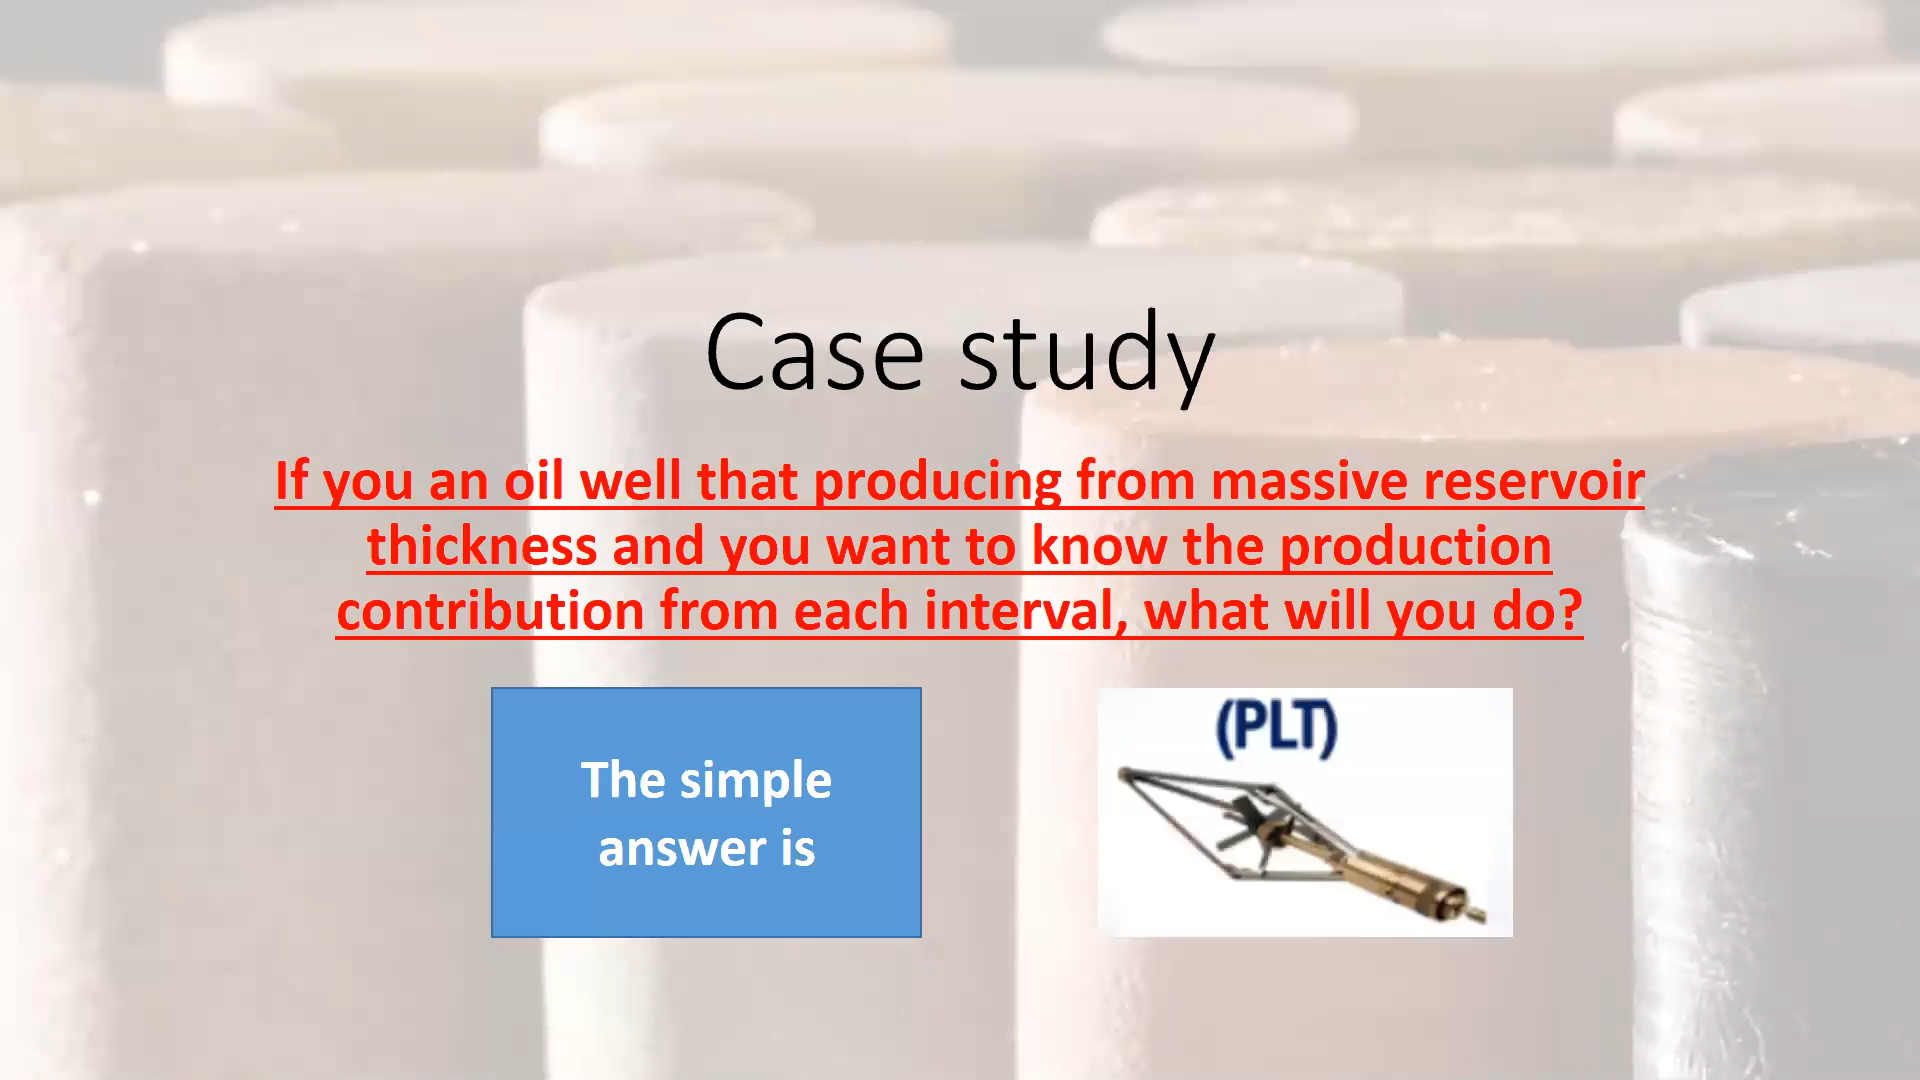 Case study
If you an oil well that producing from massive reservoir
thickness and you want to know the production
contribution from each interval, what will you do?
The simple
answer is
(PLT)